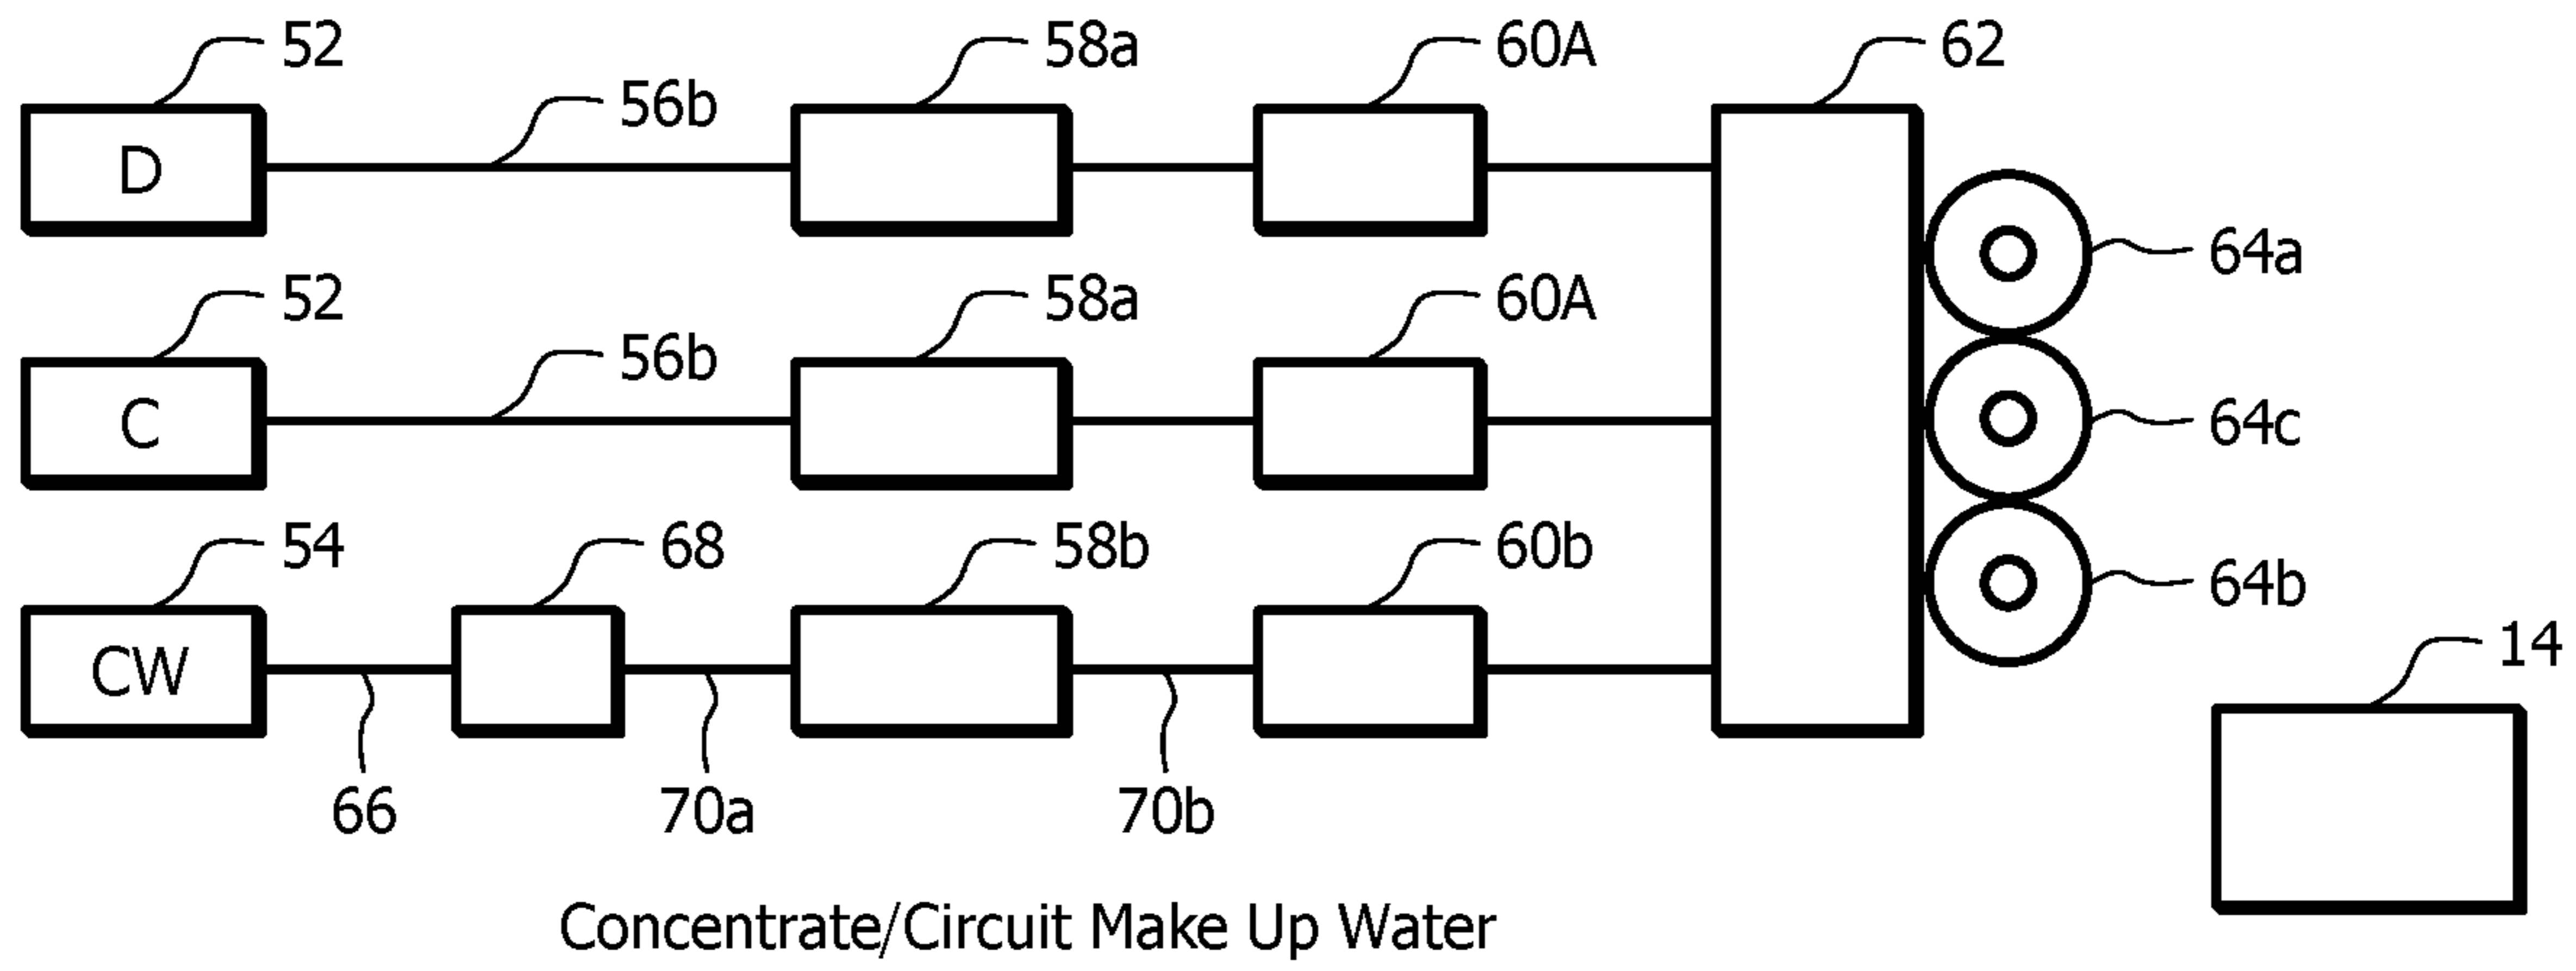 52 58a 60A 62
D 56b
64a
52 58a 60A
C 56b
64c
54 68 58b 60b
64b
CW
14
66 70a 70b
Concentrate/Circuit Make Up Water